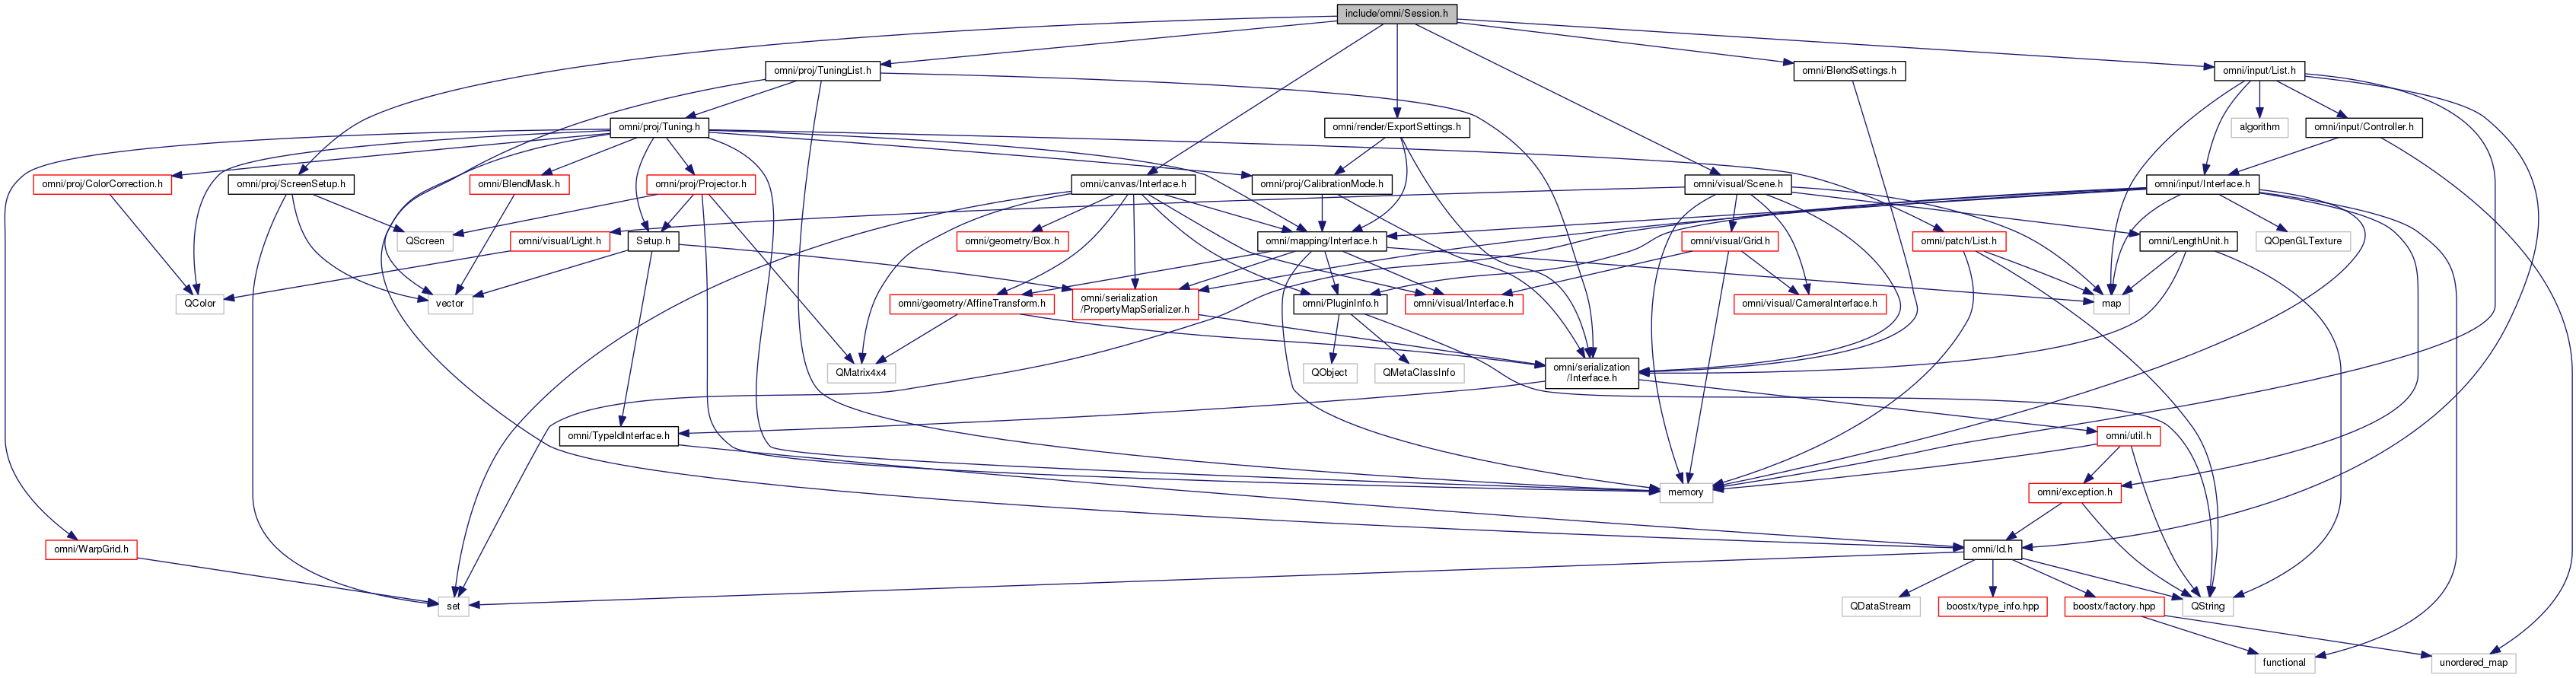 include/omni/Session.h
omni/proj/TuningList.h
omni/BlendSettings.h
omni/input/List.h
omni/proj/Tuning.h
omni/render/ExportSettings.h
algorithm
omni/input/Controller.h
omni/proj/ColorCorrection.h
omni/proj/ScreenSetup.h
omni/BlendMask.h
omni/proj/Projector.h
omni/canvas/Interface.h
omni/proj/CalibrationMode.h
omni/visual/Scene.h
omni/input/Interface.h
QScreen
omni/visual/Light.h
Setup.h
omni/geometry/Box.h
omni/mapping/Interface.h
omni/visual/Grid.h
omni/patch/List.h
omni/LengthUnit.h
QOpenGLTexture
QColor
vector
omni/geometry/AffineTransform.h
omni/serialization
/PropertyMapSerializer.h
omni/PluginInfo.h
omni/visual/Interface.h
omni/visual/CameraInterface.h
map
QMatrix4x4
QObject
QMetaClassInfo
omni/serialization
/Interface.h
omni/TypeIdInterface.h
omni/util.h
memory
omni/exception.h
omni/WarpGrid.h
omni/Id.h
set
QDataStream
boostx/type_info.hpp
boostx/factory.hpp
QString
functional
unordered_map